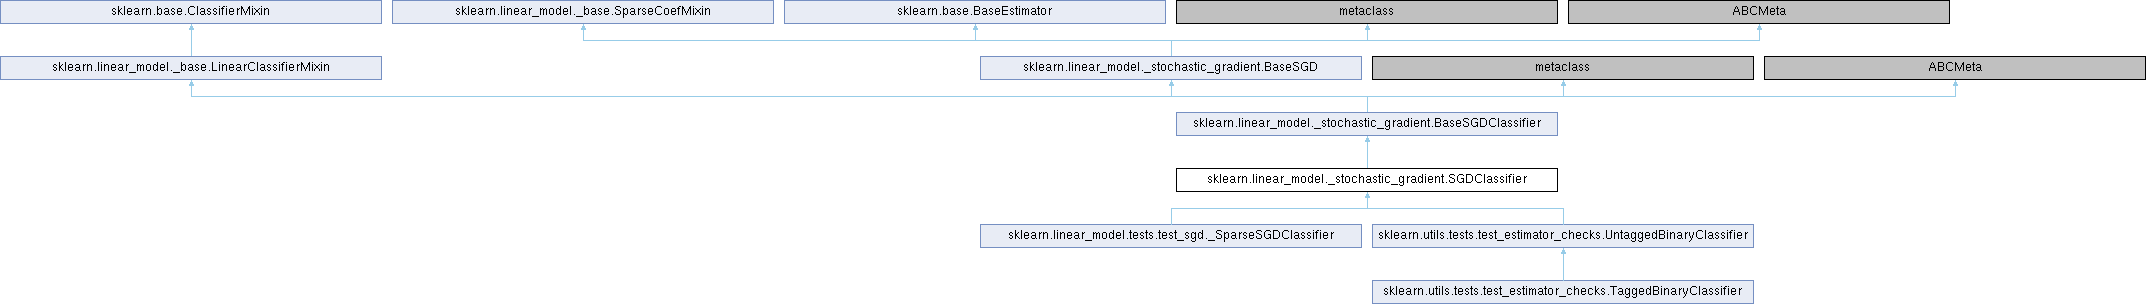 sklearn.base.ClassifierMixin
sklearn.linear_model._base.SparseCoefMixin
sklearn.base.BaseEstimator
metaclass
ABCMeta
sklearn.linear_model._base.LinearClassifierMixin
sklearn.linear_model._stochastic_gradient.BaseSGD
metaclass
ABCMeta
sklearn.linear_model._stochastic_gradient.BaseSGDClassifier
sklearn.linear_model._stochastic_gradient.SGDClassifier
sklearn.linear_model.tests.test_sgd._SparseSGDClassifier
sklearn.utils.tests.test_estimator_checks.UntaggedBinaryClassifier
sklearn.utils.tests.test_estimator_checks.TaggedBinaryClassifier